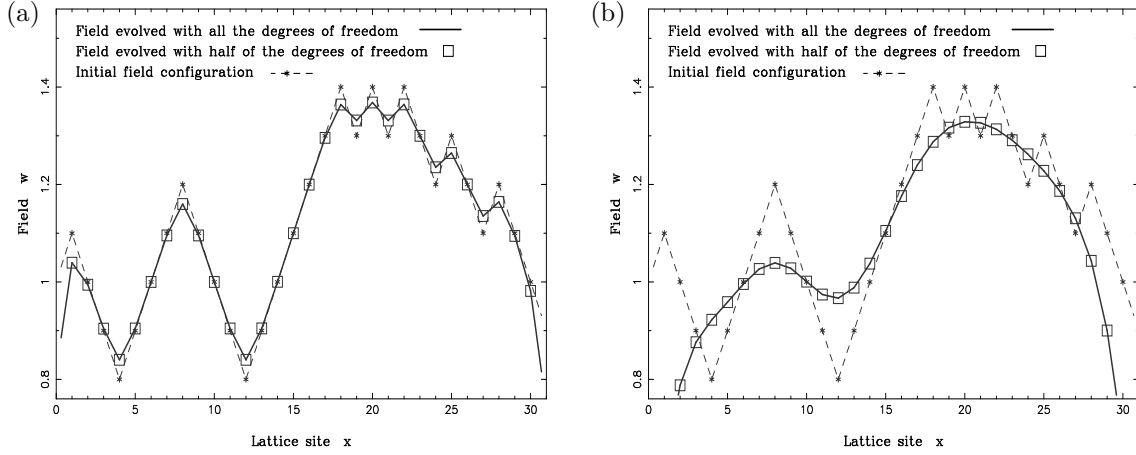 (a)
Field evolved with all the degrees of freedom
Field evolved with half of the degrees of freedom
Initial field configuration
Field w
1.4
1.2
1
0.8
0 5 10 15 20 25 30
Lattice site x
(b)
Field evolved with all the degrees of freedom
Field evolved with half of the degrees of freedom
Initial field configuration
Field w
1.4
1.2
1
0.8
0 5 10 15 20 25 30
Lattice site x